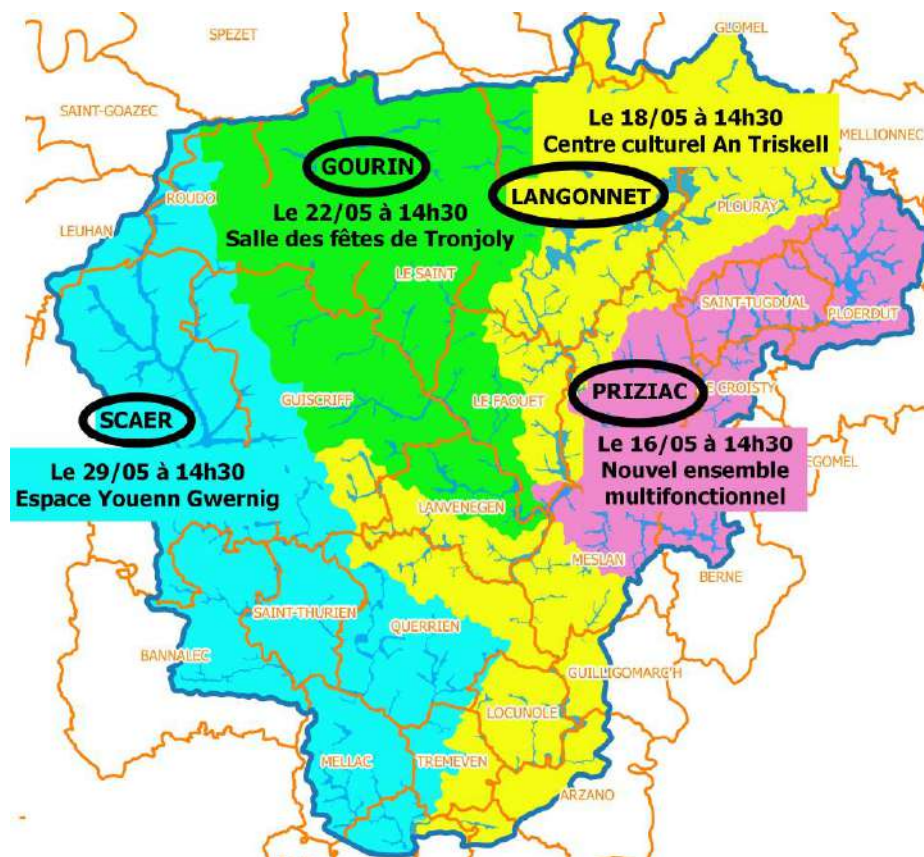 SPEZET
GLOMEL
SAINT-GOAZEC
Le 18/05 à 14h30
Centre culturel An Triskell
MELLIONNEC
GOURIN
ROUDO
LANGONNET
PLOURAY
Le 22/05 à 14h30
Salle des fêtes de Tronjoly
LEUHAN
LE SAINT
SAINT-TUGDUAL
PLOERDUT
PRIZIAC
E CROISTY
GUISCRIFF
LE FAOUET
SCAER
Le 16/05 à 14h30
Nouvel ensemble
multifonctionnel
EGOMEL
Le 29/05 à 14h30
Espace Youenn Gwernig
LANVENEGEN
MESLAN
BERNE
SAINT-THURIEN
QUERRIEN
BANNALEC
GUILLIGOMARC'H
LOCUNOLE
MELLAC
TREMEVEN
ARZANO